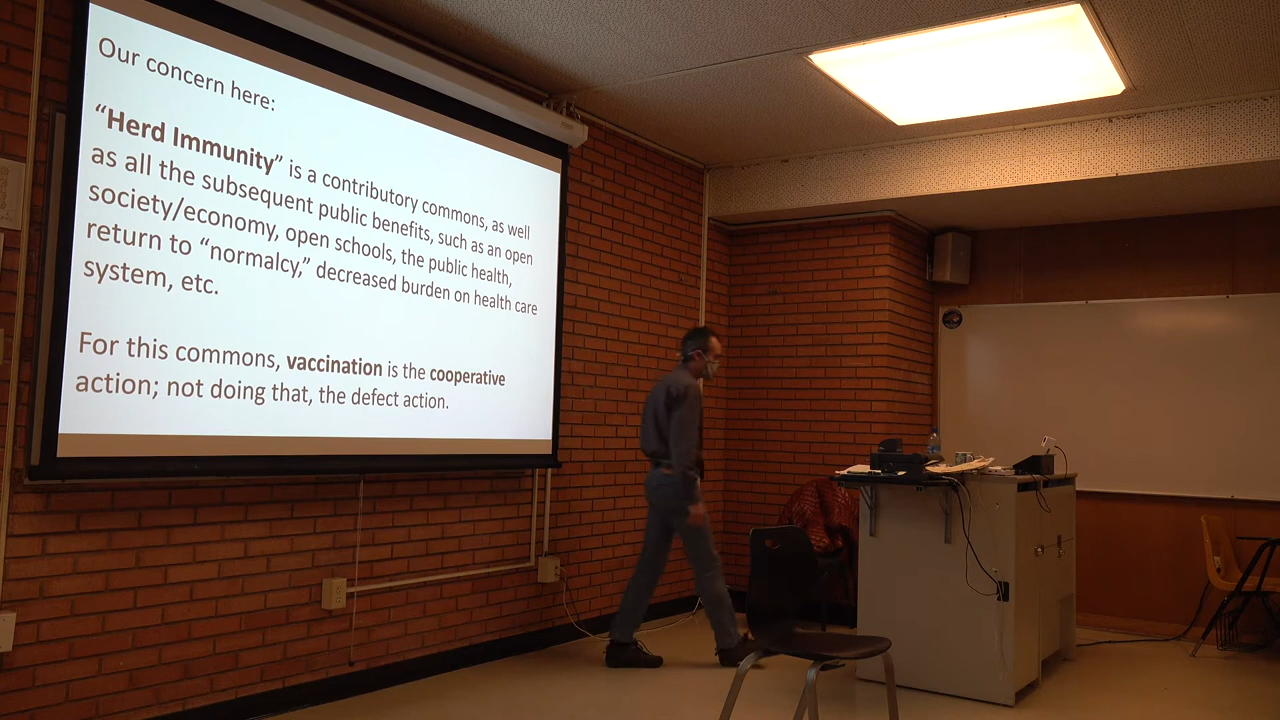 Our concern here:
“Herd Immunity” is a contributory commons, as well
as all the subsequent public benefits, such as an open
society/economy, open schools, the public health,
return to “normalcy,” decreased burden on health care
system, etc.
For this commons, vaccination is the cooperative
action; not doing that, the defect action.